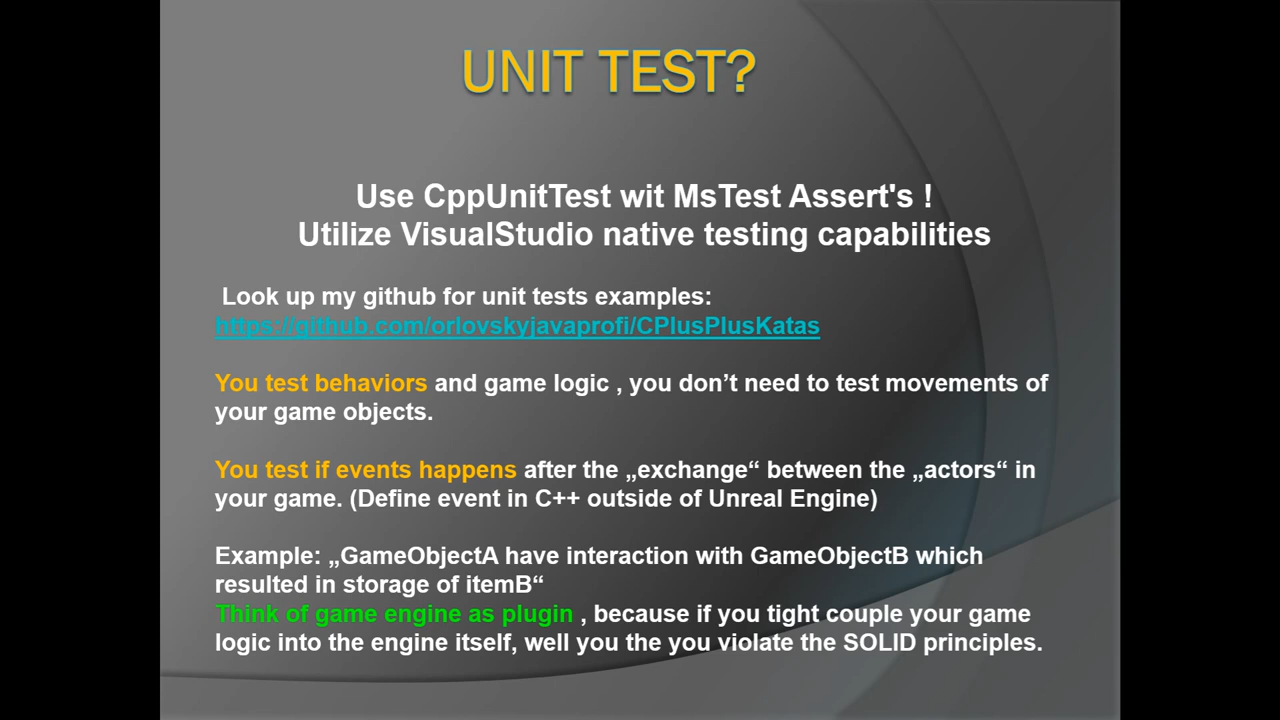 UNIT TEST?
Use CppUnitTest wit MsTest Assert's !
Utilize VisualStudio native testing capabilities
Look up my github for unit tests examples:
https://github.com/orlovskyjavaprofi/CPlusPlusKatas
You test behaviors and game logic , you don’t need to test movements of
your game objects.
You test if events happens after the „exchange“ between the „actors“ in
your game. (Define event in C++ outside of Unreal Engine)
Example: „GameObjectA have interaction with GameObjectB which
resulted in storage of itemB“
Think of game engine as plugin , because if you tight couple your game
logic into the engine itself, well you the you violate the SOLID principles.